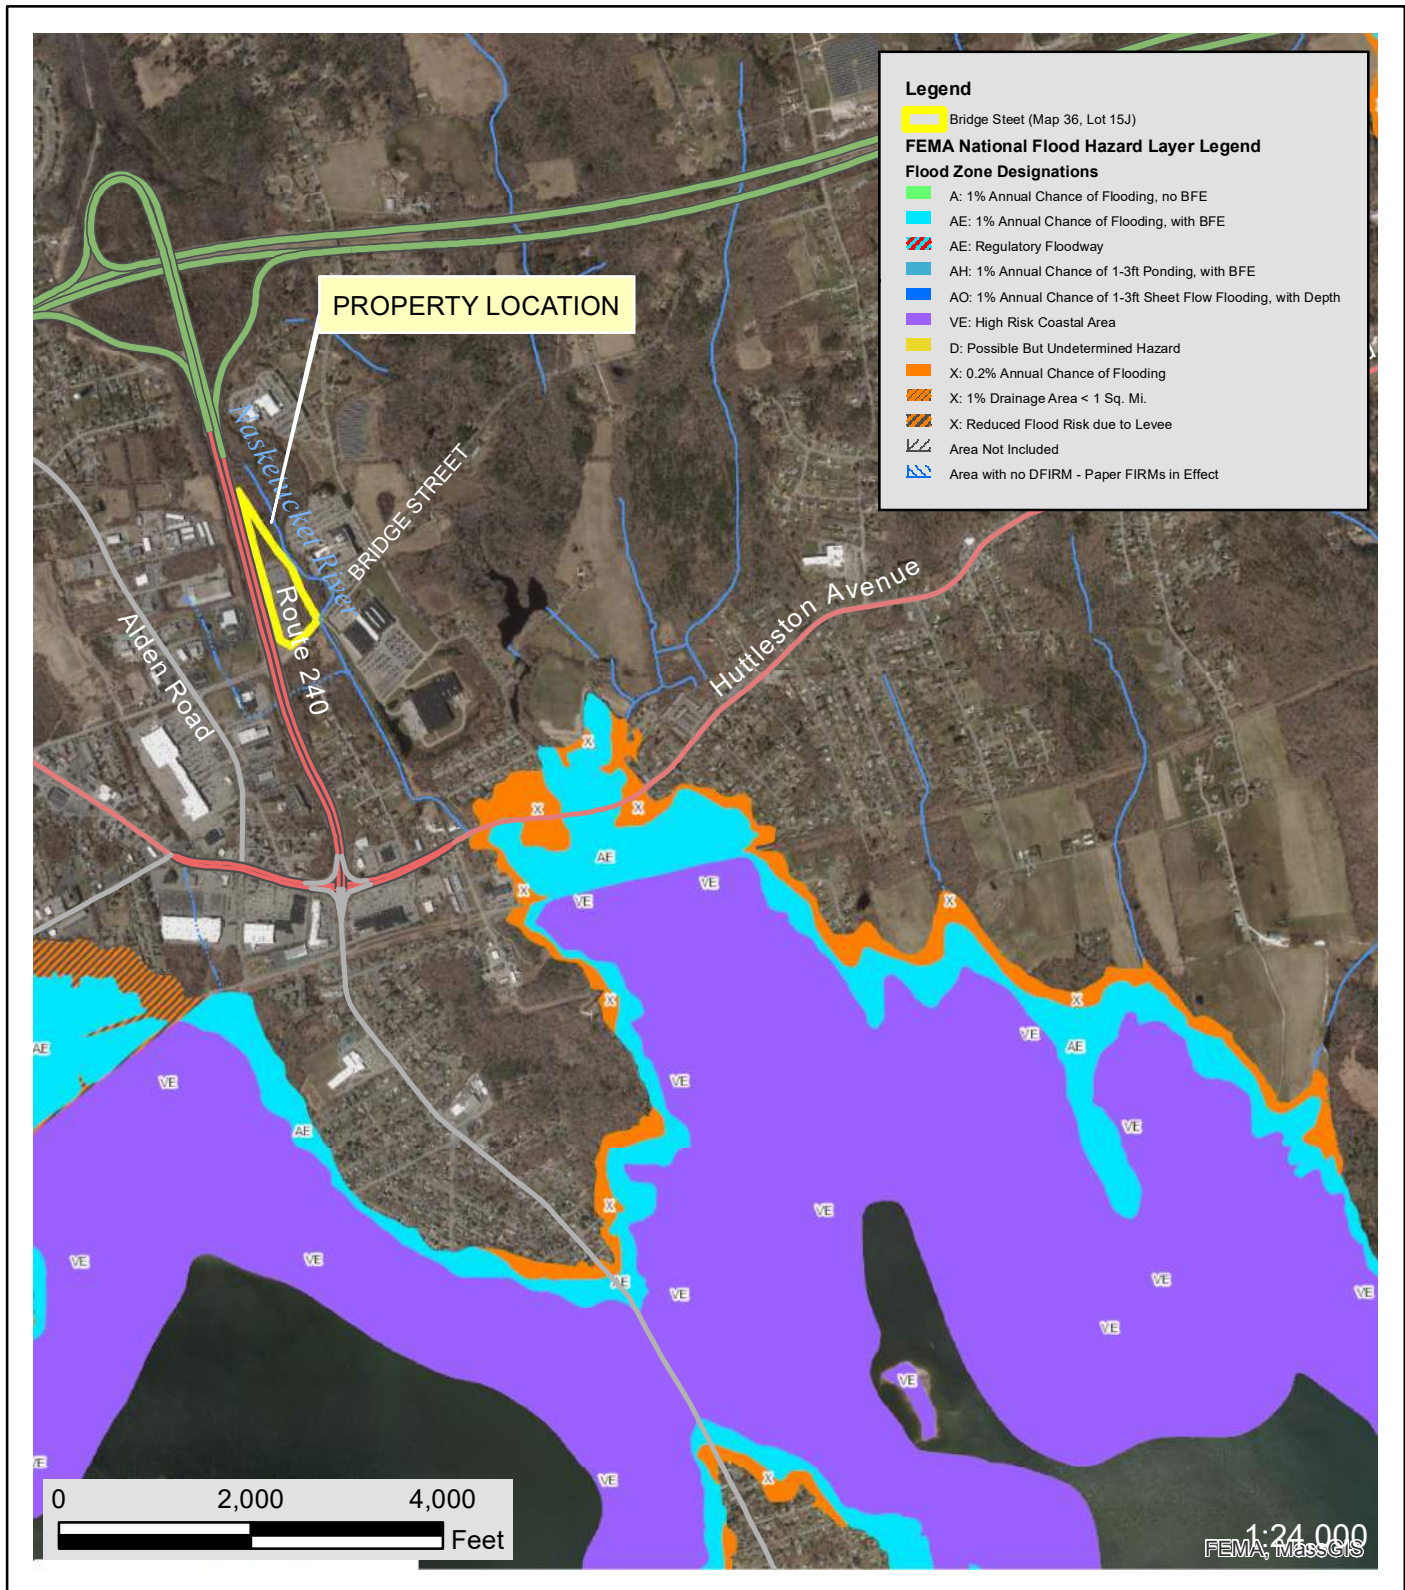 Legend
Bridge Steet (Map 36, Lot 15J)
FEMA National Flood Hazard Layer Legend
Flood Zone Designations
A: 1% Annual Chance of Flooding, no BFE
AE: 1% Annual Chance of Flooding, with BFE
AE: Regulatory Floodway
AH: 1% Annual Chance of 1-3ft Ponding, with BFE
AO: 1% Annual Chance of 1-3ft Sheet Flow Flooding, with Depth
VE: High Risk Coastal Area
D: Possible But Undetermined Hazard
X: 0.2% Annual Chance of Flooding
X: 1% Drainage Area < 1 Sq. Mi.
X: Reduced Flood Risk due to Levee
Area Not Included
Area with no DFIRM - Paper FIRMs in Effect
PROPERTY LOCATION
Nasketucket River
BRIDGE STREET
Route 240
Alden Road
Huttleston Avenue
X
X
X
AE
VE
VE
X
X
X
X
VE
AE
AE
VE
VE
VE
AE
X
VE
X
VE
VE
VE
AE
VE
VE
VE
VE
VE
VE
VE
X
0 2,000 4,000
Feet
1:24,000
FEMA, MassGIS